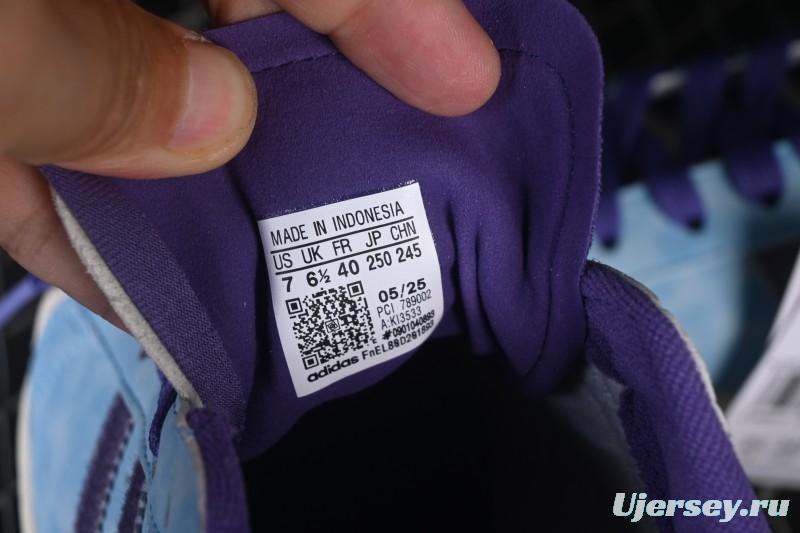 MADE IN INDONESIA
US UK FR JP CHN
7 6½ 40 250 245
05/25
PCI 789002
A:KI3533
#0901040893
adidas FnEL88D281893
Ujersey.ru